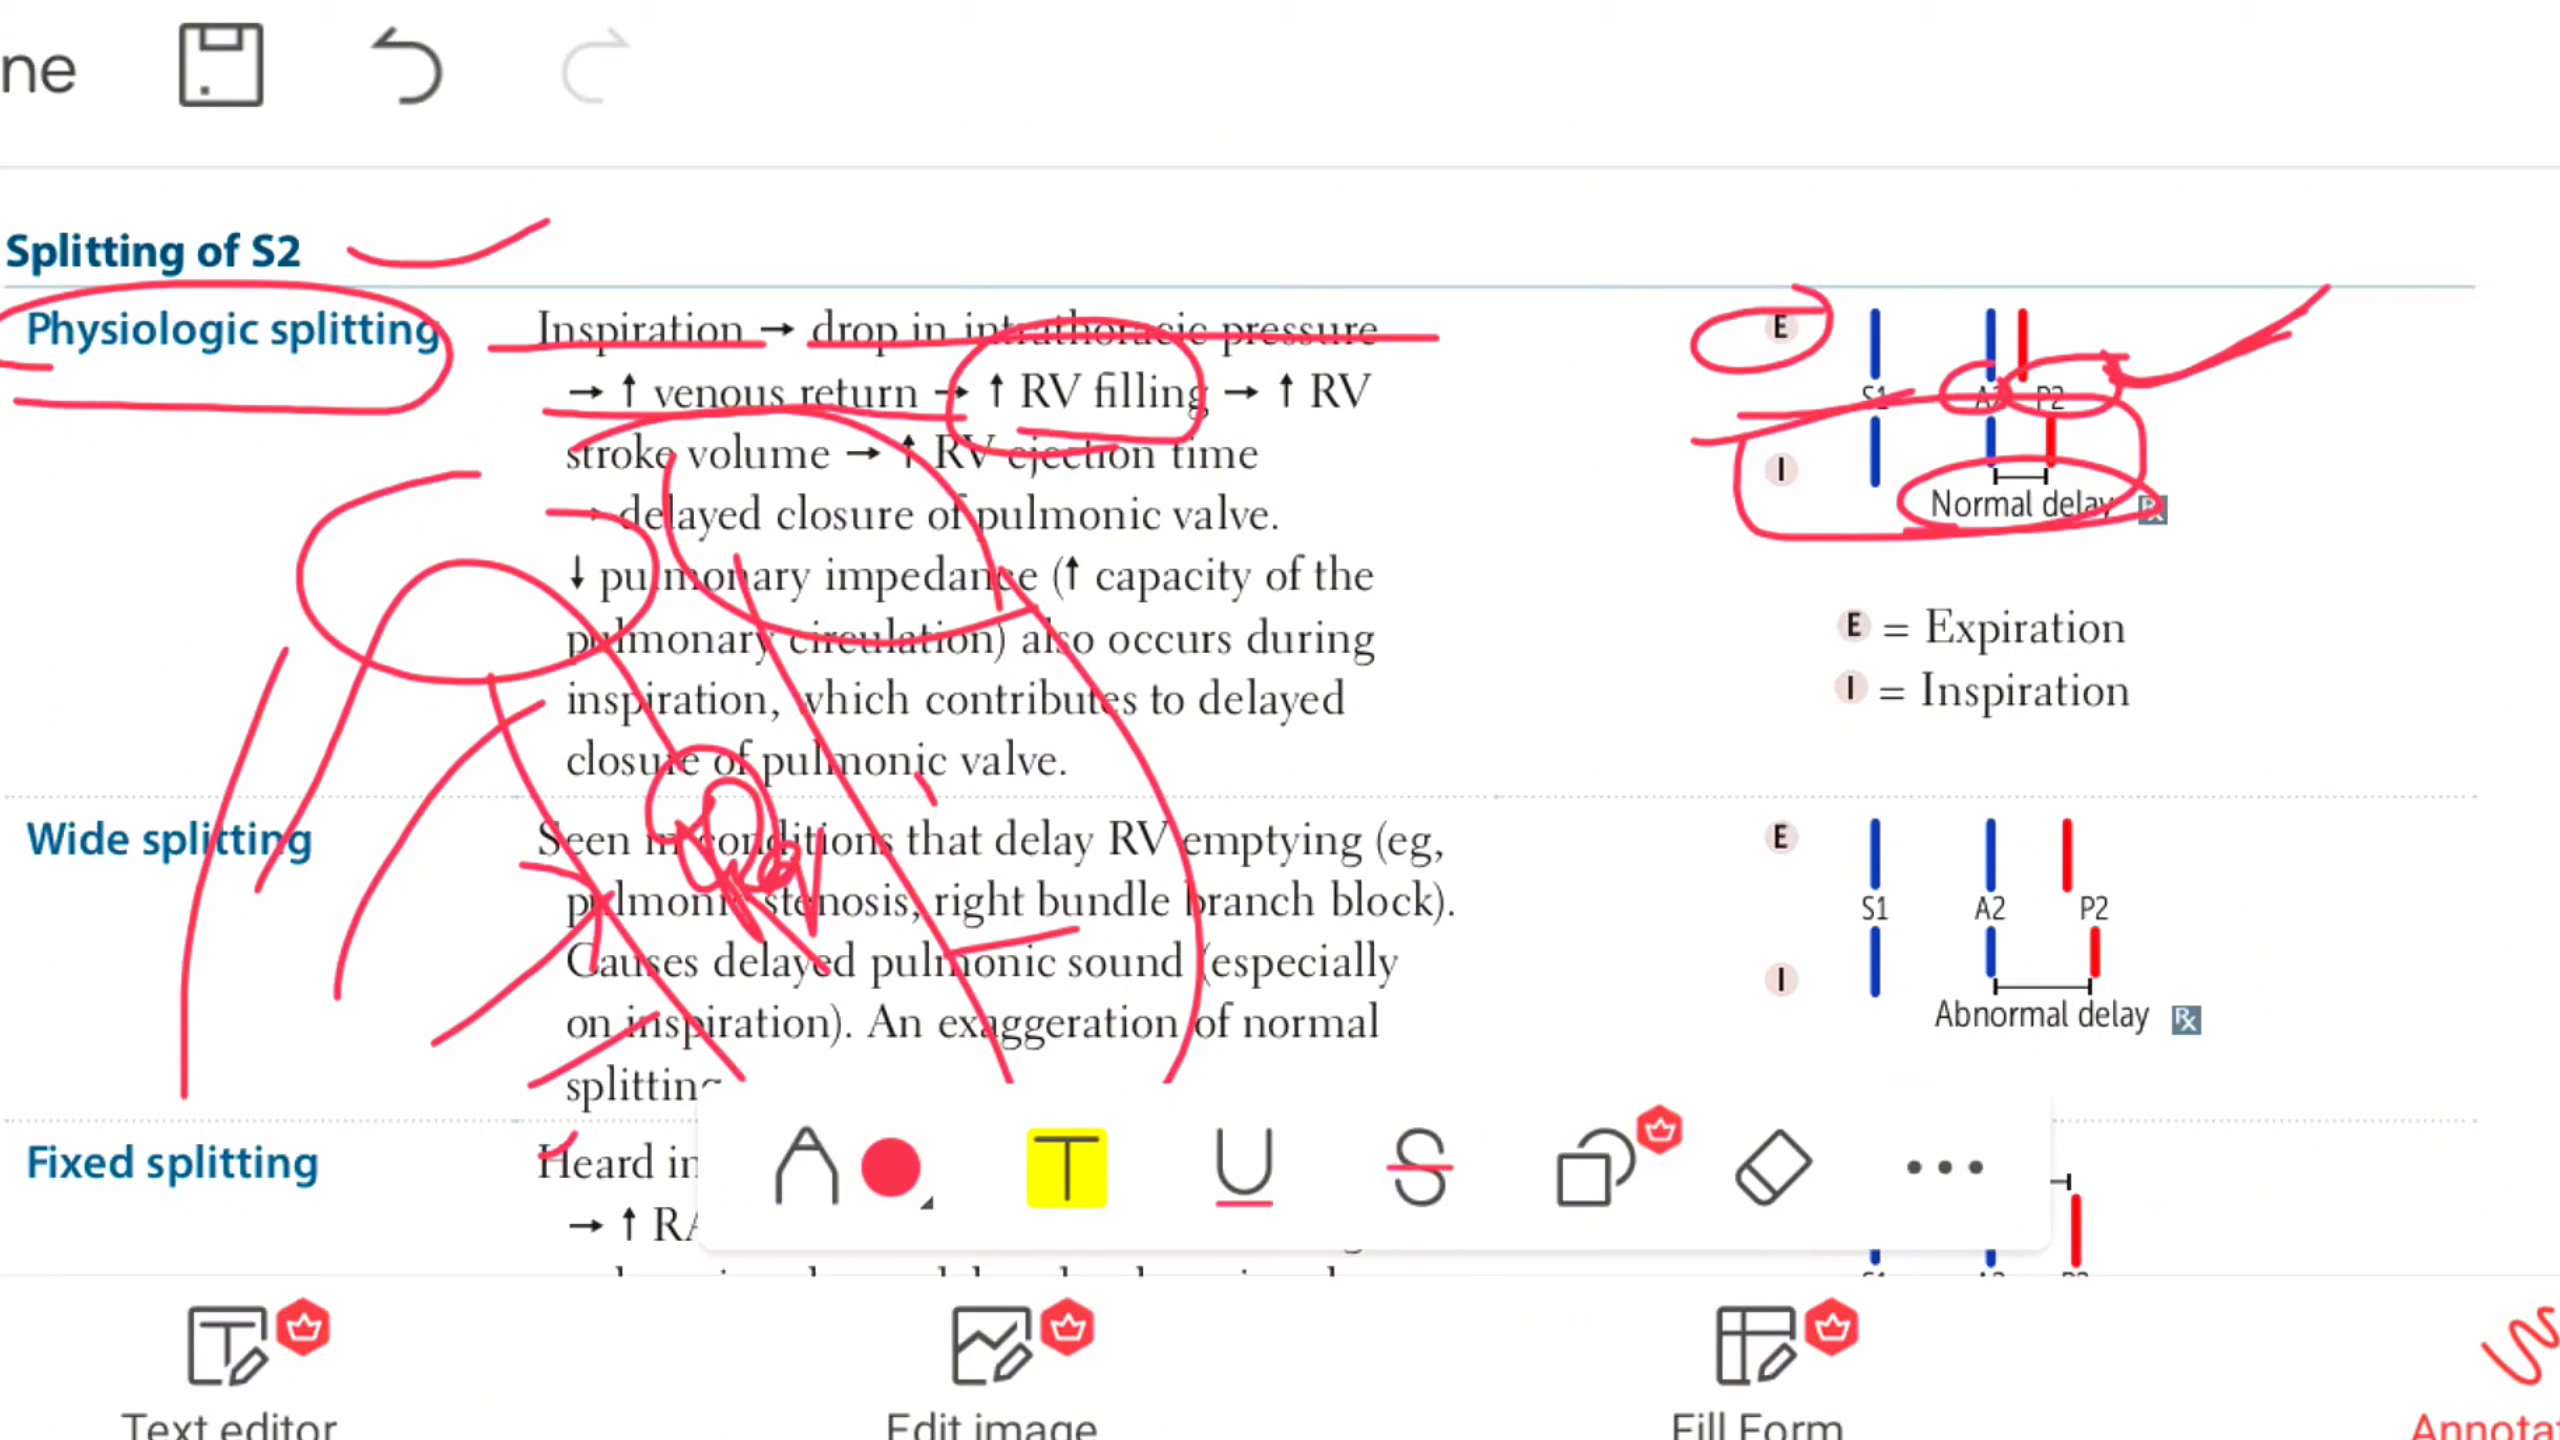 ne
Splitting of S2
Physiologic splitting
Inspiration → drop in intrathoracic pressure
→ ↑ venous return → ↑ RV filling → ↑ RV
stroke volume → ↑ RV ejection time
→ delayed closure of pulmonic valve.
↓ pulmonary impedance (↑ capacity of the
pulmonary circulation) also occurs during
inspiration, which contributes to delayed
closure of pulmonic valve.
E
S1 A2 P2
I
Normal delay Rx
E = Expiration
I = Inspiration
Wide splitting
Seen in conditions that delay RV emptying (eg,
pulmonic stenosis, right bundle branch block).
Causes delayed pulmonic sound (especially
on inspiration). An exaggeration of normal
splitting
E
S1 A2 P2
I
Abnormal delay Rx
Fixed splitting
Heard in
→ ↑ RA
T U S
Text editor
Edit image
Fill Form
Annotat